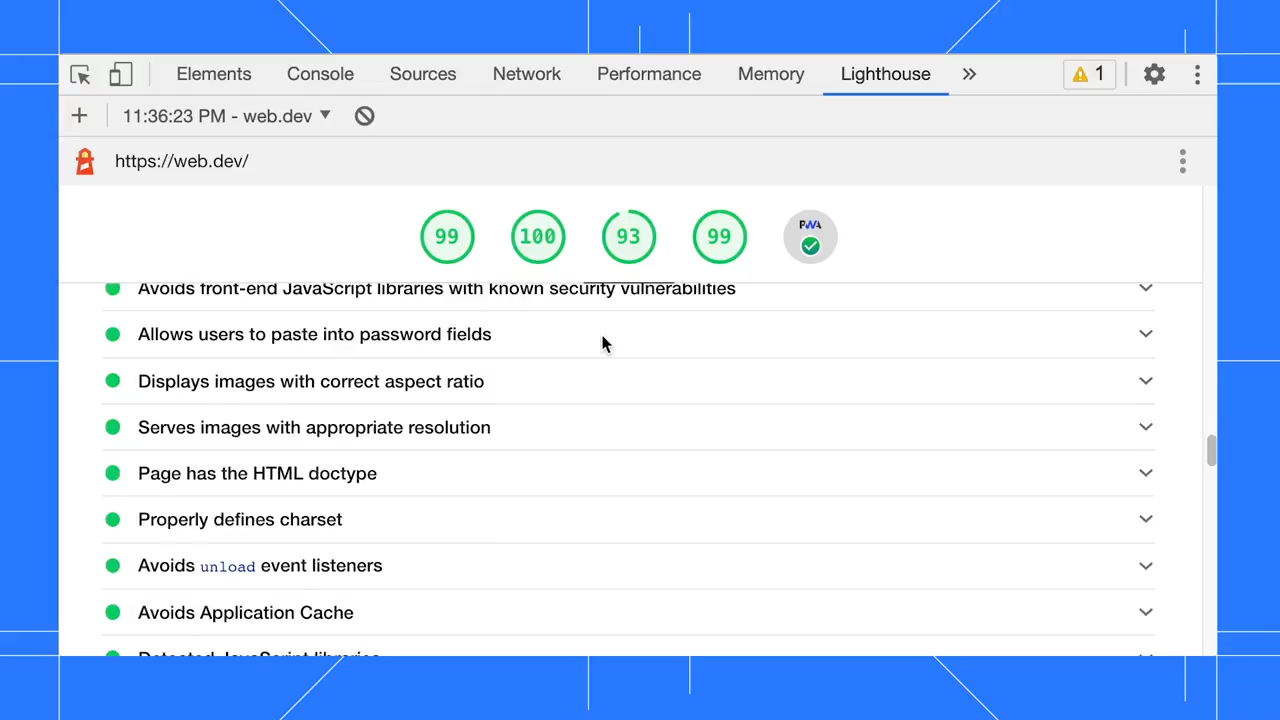 Elements Console Sources Network Performance Memory Lighthouse » 1
+ 11:36:23 PM - web.dev
https://web.dev/
99 100 93 99 PWA
Avoids front-end JavaScript libraries with known security vulnerabilities
Allows users to paste into password fields
Displays images with correct aspect ratio
Serves images with appropriate resolution
Page has the HTML doctype
Properly defines charset
Avoids unload event listeners
Avoids Application Cache
Detected JavaScript libraries